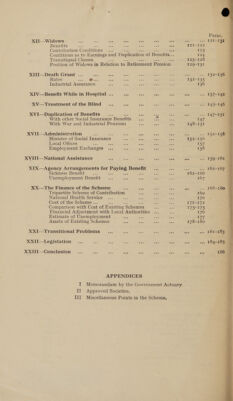 Paras.
XII—Widows ... 121-131
Benefits ... 121-122
Contribution Conditions ... 123
Conditions as to Earnings and Duplication of Benefits ... 124
Transitional Clauses ... 125-128
Position of Widows in Relation to Retirement Pension 129-131
XIII—Death Grant ... 132-136
Rates ... 132-135
Industrial Assurance ... 136
XIV—Benefit While in Hospital ... 137-142
XV—Treatment of the Blind ... 143-146
XVI—Duplication of Benefits ... 147-151
With other Social Insurance Benefits ... 147
With War and Industrial Pensions ... 148-151
XVII—Administration ... 152-158
Minister of Social Insurance ... 152-156
Local Offices ... 157
Employment Exchanges ... 158
XVIII—National Assistance ... 159-161
XIX—Agency Arrangements for Paying Benefit ... 162-167
Sickness Benefit ... 162-166
Unemployment Benefit ... 167
XX—The Finance of the Scheme ... 168-180
Tripartite Scheme of Contribution ... 169
National Health Service ... 170
Cost of the Scheme ... 171-172
Comparison with Cost of Existing Schemes ... 173-175
Financial Adjustment with Local Authorities ... 176
Estimate of Unemployment ... 177
Assets of Existing Schemes ... 178-180
XXI—Transitional Problems ... 181-183
XXII—Legislation ... 184-185
XXIII—Conclusion ... 186
APPENDICES
I Memorandum by the Government Actuary.
II Approved Societies.
III Miscellaneous Points in the Scheme.